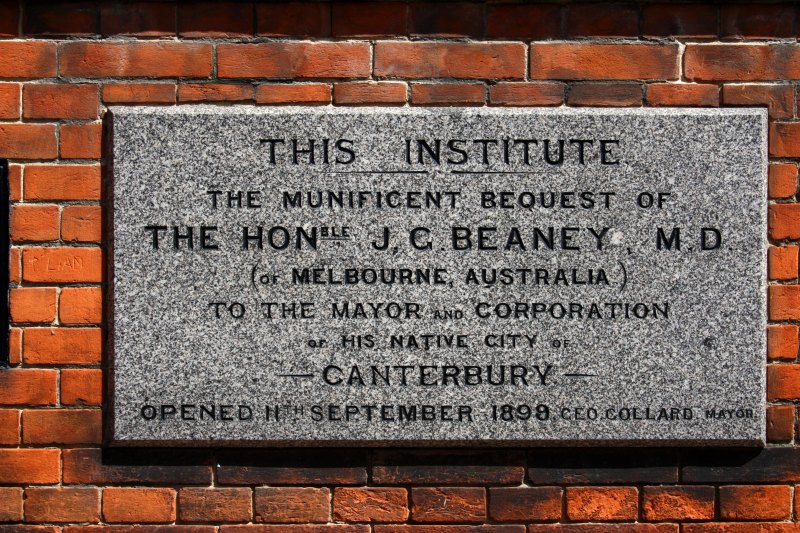 THIS INSTITUTE
THE MUNIFICENT BEQUEST OF
THE HONBLE J,G.BEANEY, M.D.
(OF MELBOURNE, AUSTRALIA)
TO THE MAYOR AND CORPORATION
OF HIS NATIVE CITY OF
— CANTERBURY —
OPENED 11TH SEPTEMBER 1899 GEO.COLLARD, MAYOR